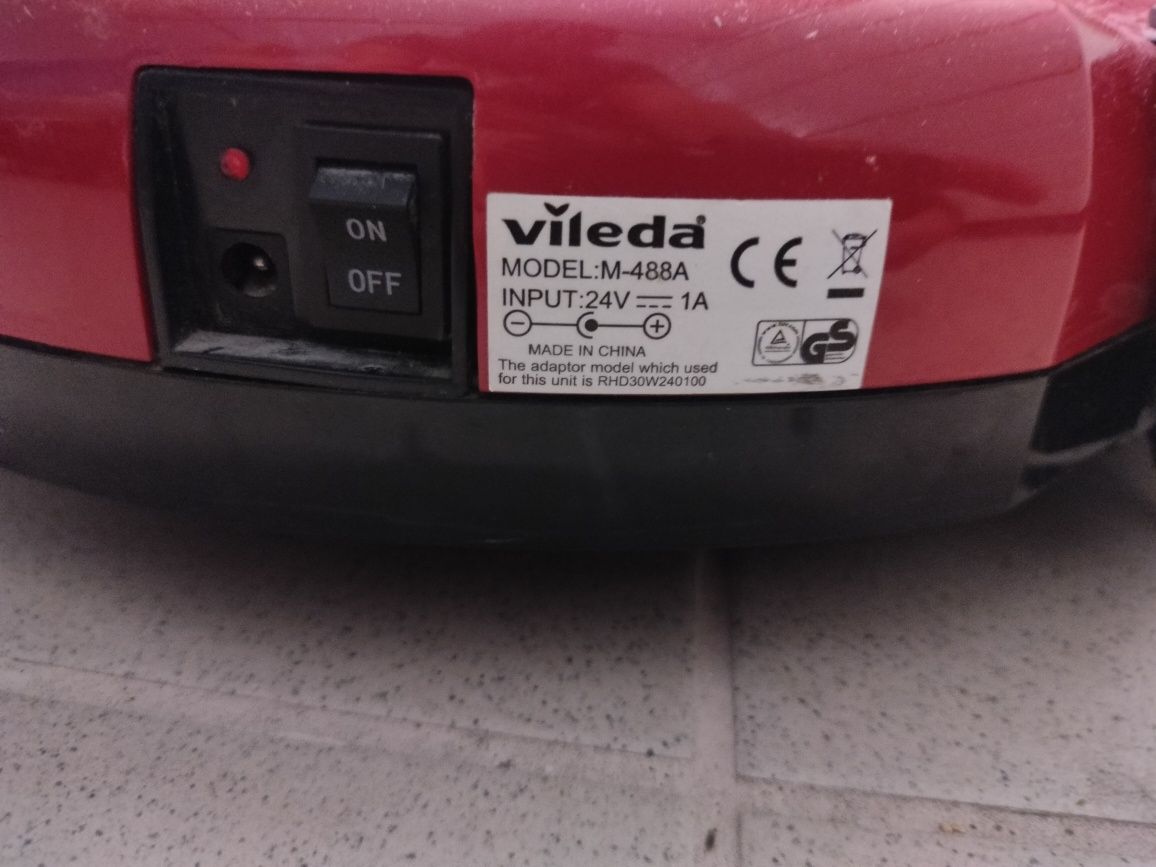 ON
OFF
vileda®
MODEL:M-488A
INPUT:24V 1A
MADE IN CHINA
The adaptor model which used
for this unit is RHD30W240100
CE
GS